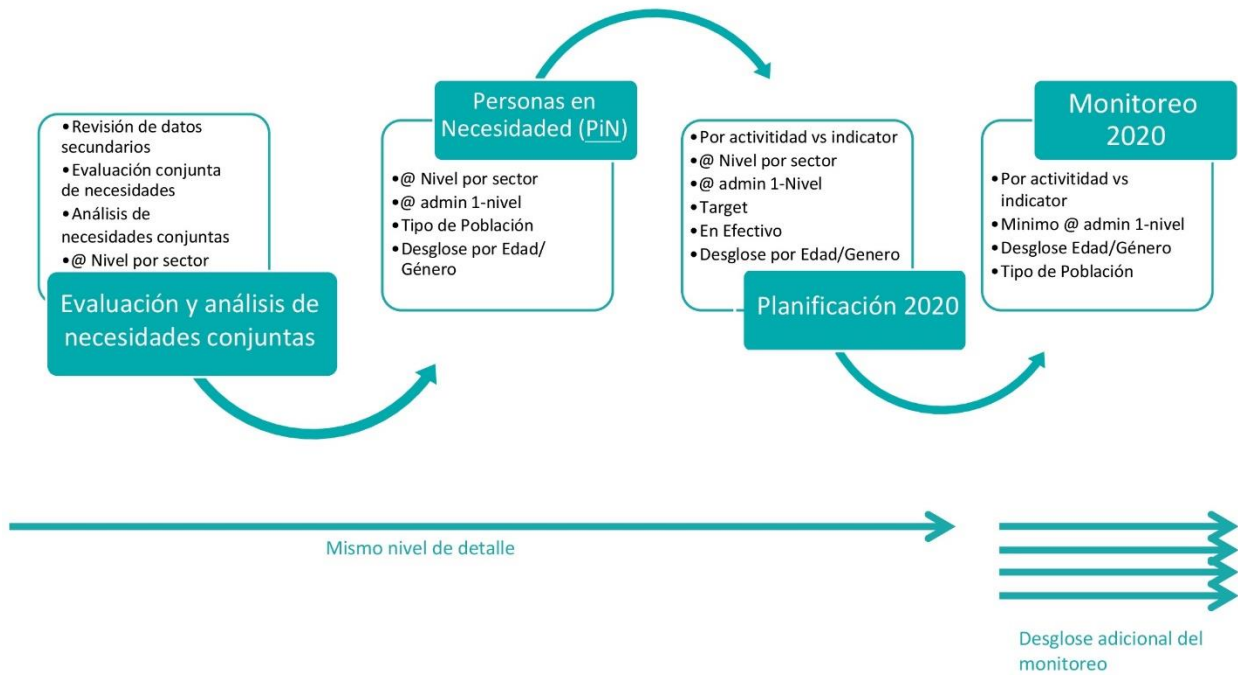 •Revisión de datos
secundarios
•Evaluación conjunta
de necesidades
•Análisis de
necesidades conjuntas
•@ Nivel por sector
Evaluación y análisis de
necesidades conjuntas
Personas en
Necesidaded (PiN)
•@ Nivel por sector
•@ admin 1-nivel
•Tipo de Población
•Desglose por Edad/
Género
•Por activitidad vs indicator
•@ Nivel por sector
•@ admin 1-Nivel
•Target
•En Efectivo
•Desglose por Edad/Genero
Planificación 2020
Monitoreo
2020
•Por activitidad vs
indicator
•Minimo @ admin 1-nivel
•Desglose Edad/Género
•Tipo de Población
Mismo nivel de detalle
Desglose adicional del
monitoreo